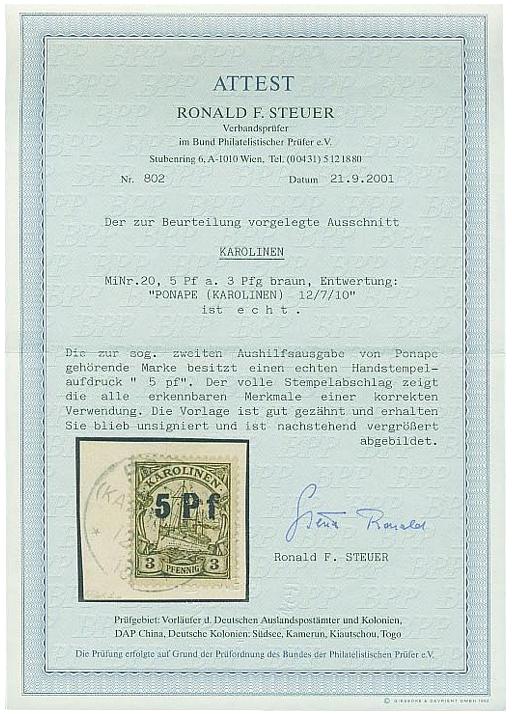 ATTEST
RONALD F. STEUER
Verbandsprüfer
im Bund Philatelistischer Prüfer e.V.
Stubenring 6, A-1010 Wien, Tel. (00431) 5121880
Nr. 802 Datum 21.9.2001
Der zur Beurteilung vorgelegte Ausschnitt
KAROLINEN
MiNr.20, 5 Pf a. 3 Pfg braun, Entwertung:
"PONAPE (KAROLINEN) 12/7/10"
ist e c h t .
Die zur sog. zweiten Aushilfsausgabe von Ponape
gehörende Marke besitzt einen echten Handstempel-
aufdruck " 5 pf". Der volle Stempelabschlag zeigt
die alle erkennbaren Merkmale einer korrekten
Verwendung. Die Vorlage ist gut gezähnt und erhalten
Sie blieb unsigniert und ist nachstehend vergrößert
abgebildet.
KAROLINEN
5 Pf
3 PFENNIG 3
Ronald F. STEUER
Prüfgebiet: Vorläufer d. Deutschen Auslandspostämter und Kolonien,
DAP China, Deutsche Kolonien: Südsee, Kamerun, Kiautschou, Togo
Die Prüfung erfolgte auf Grund der Prüfordnung des Bundes der Philatelistischen Prüfer e.V.